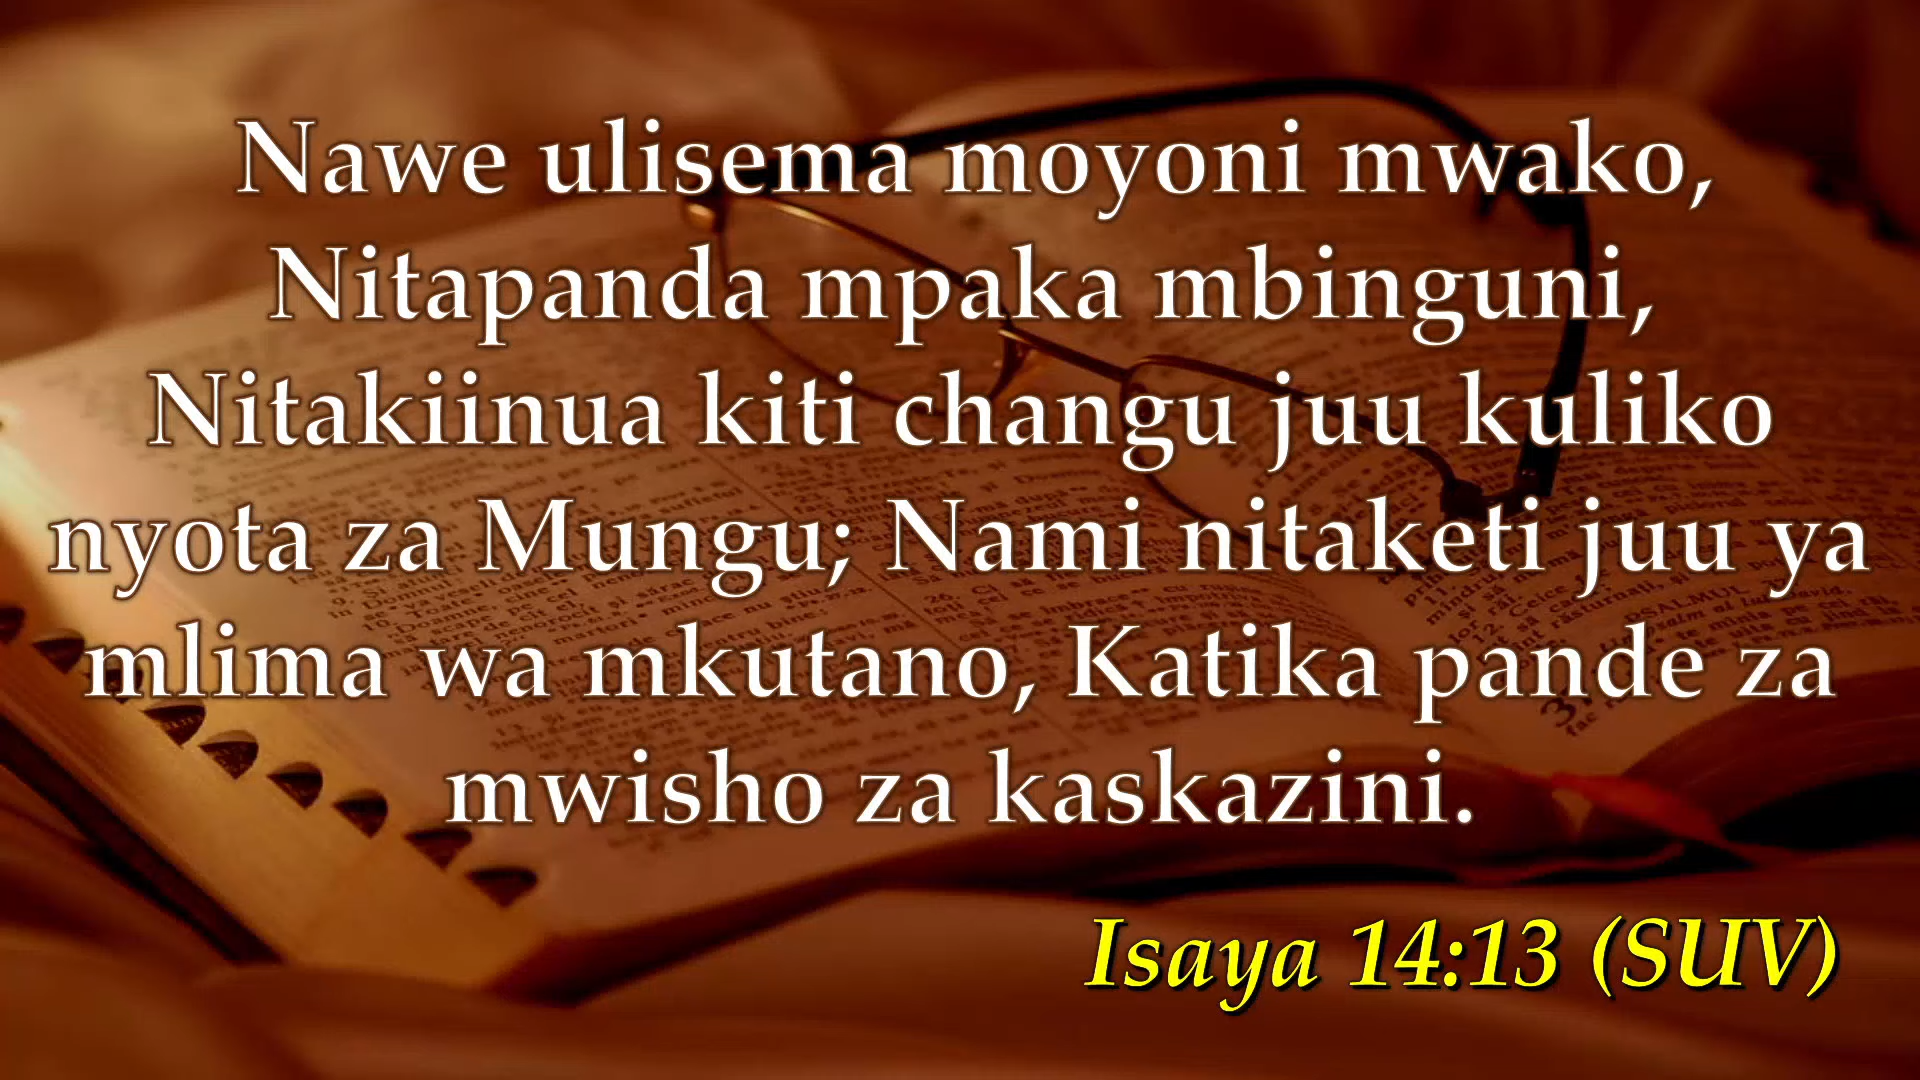 Nawe ulisema moyoni mwako,
Nitapanda mpaka mbinguni,
Nitakiinua kiti changu juu kuliko
nyota za Mungu; Nami nitaketi juu ya
mlima wa mkutano, Katika pande za
mwisho za kaskazini.
Isaya 14:13 (SUV)